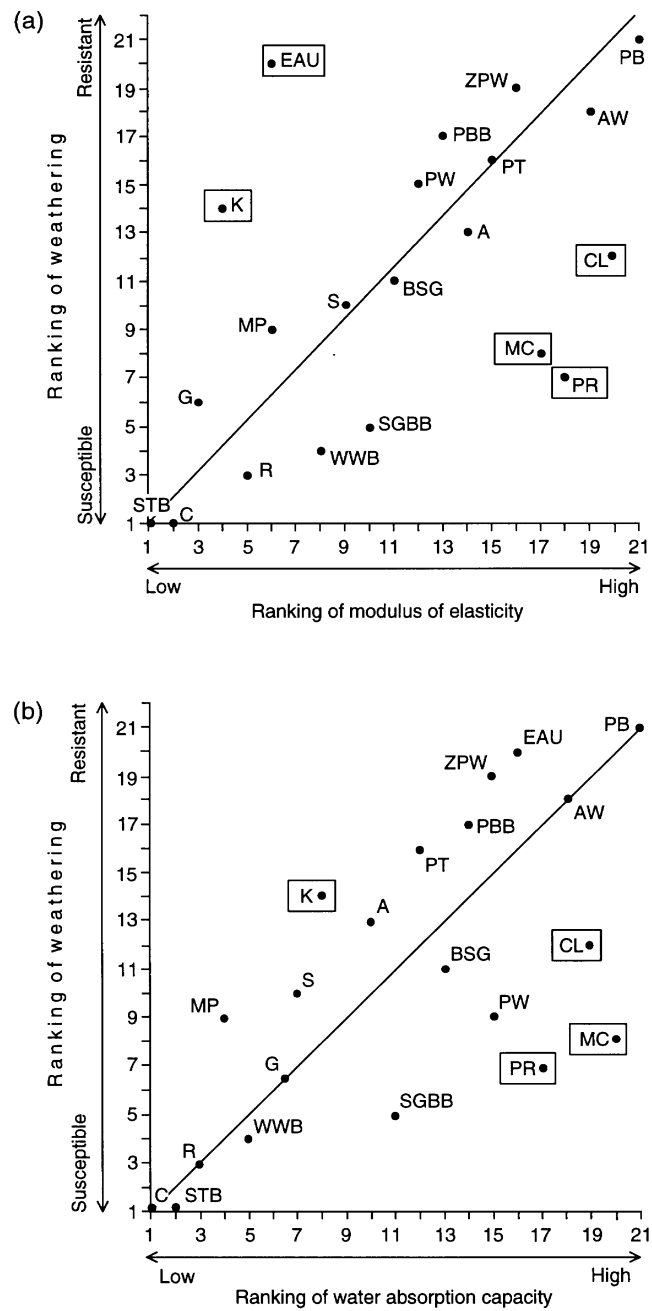 (a)
Resistant
Ranking of weathering
Susceptible
21
19
17
15
13
11
9
7
5
3
1
EAU
PB
ZPW
AW
PBB
PT
PW
K
A
CL
BSG
S
MP
MC
PR
G
SGBB
WWB
R
STB
C
1 3 5 7 9 11 13 15 17 19 21
Low High
Ranking of modulus of elasticity
(b)
Resistant
Ranking of weathering
Susceptible
21
19
17
15
13
11
9
7
5
3
1
PB
EAU
ZPW
AW
PBB
PT
K
A
CL
BSG
S
MP
PW
MC
PR
G
SGBB
WWB
R
C STB
1 3 5 7 9 11 13 15 17 19 21
Low High
Ranking of water absorption capacity